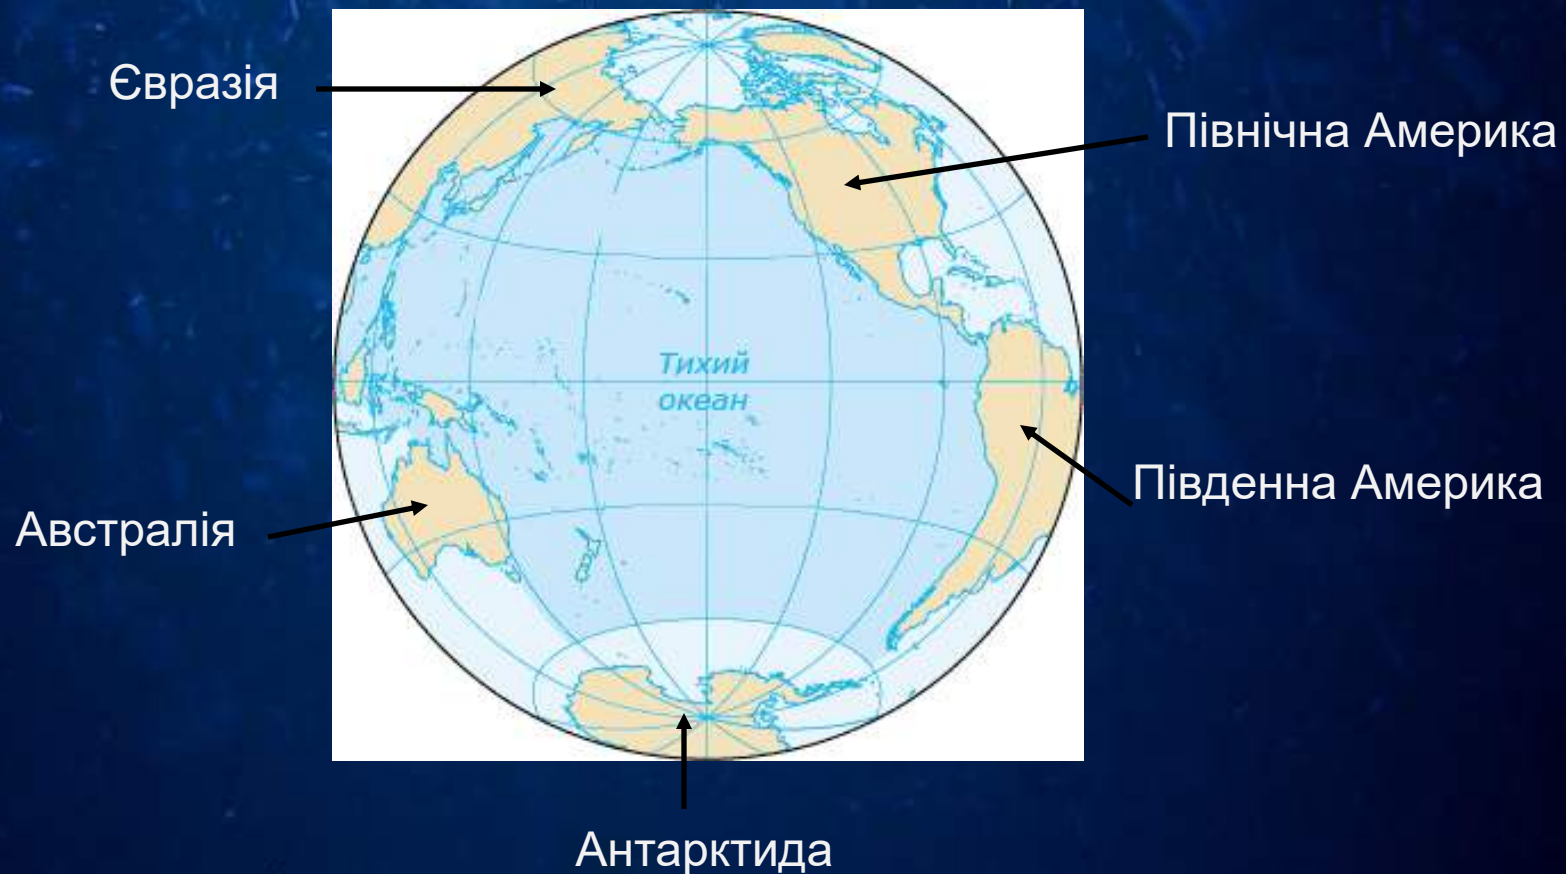 Євразія
Північна Америка
Тихий
океан
Південна Америка
Австралія
Антарктида